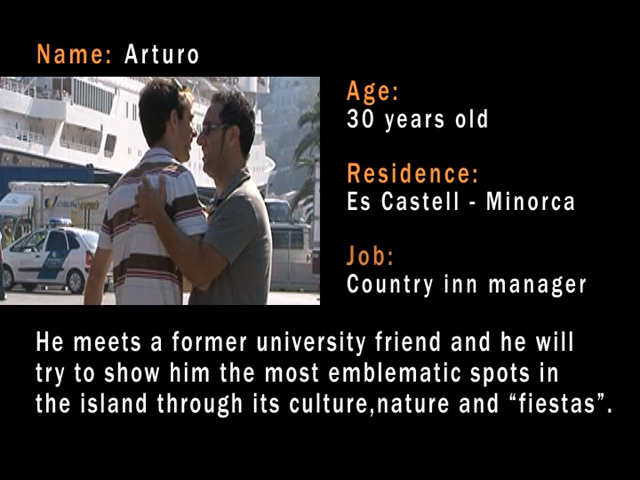 Name: Arturo
Age:
30 years old
Residence:
Es Castell - Minorca
Job:
Country inn manager
He meets a former university friend and he will
try to show him the most emblematic spots in
the island through its culture,nature and “fiestas”.